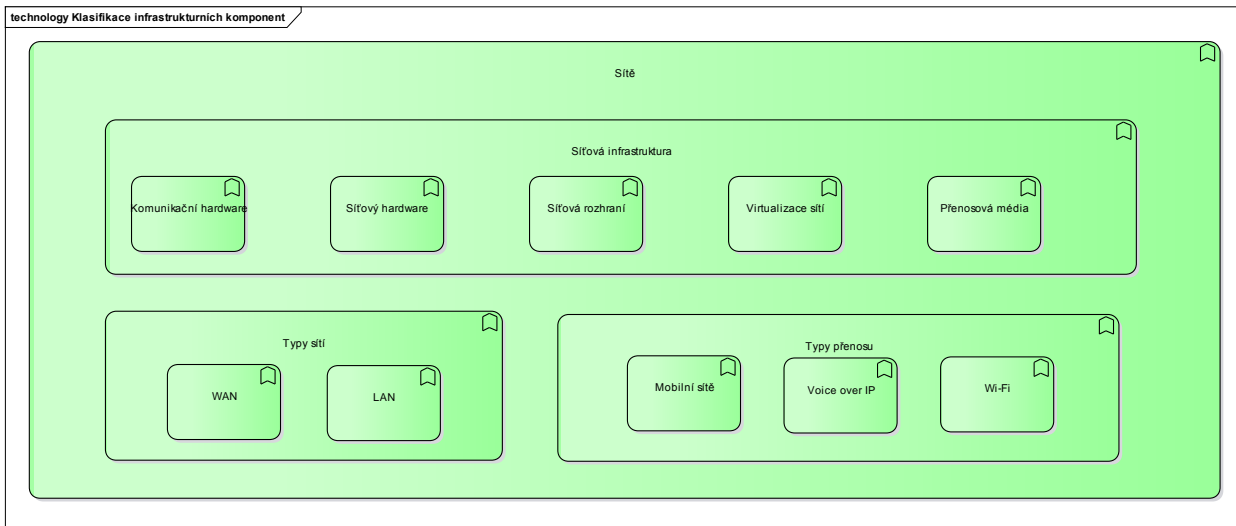 technology Klasifikace infrastrukturních komponent
Sítě
Síťová infrastruktura
Komunikační hardware
Síťový hardware
Síťová rozhraní
Virtualizace sítí
Přenosová média
Typy sítí
WAN
LAN
Typy přenosu
Mobilní sítě
Voice over IP
Wi-Fi